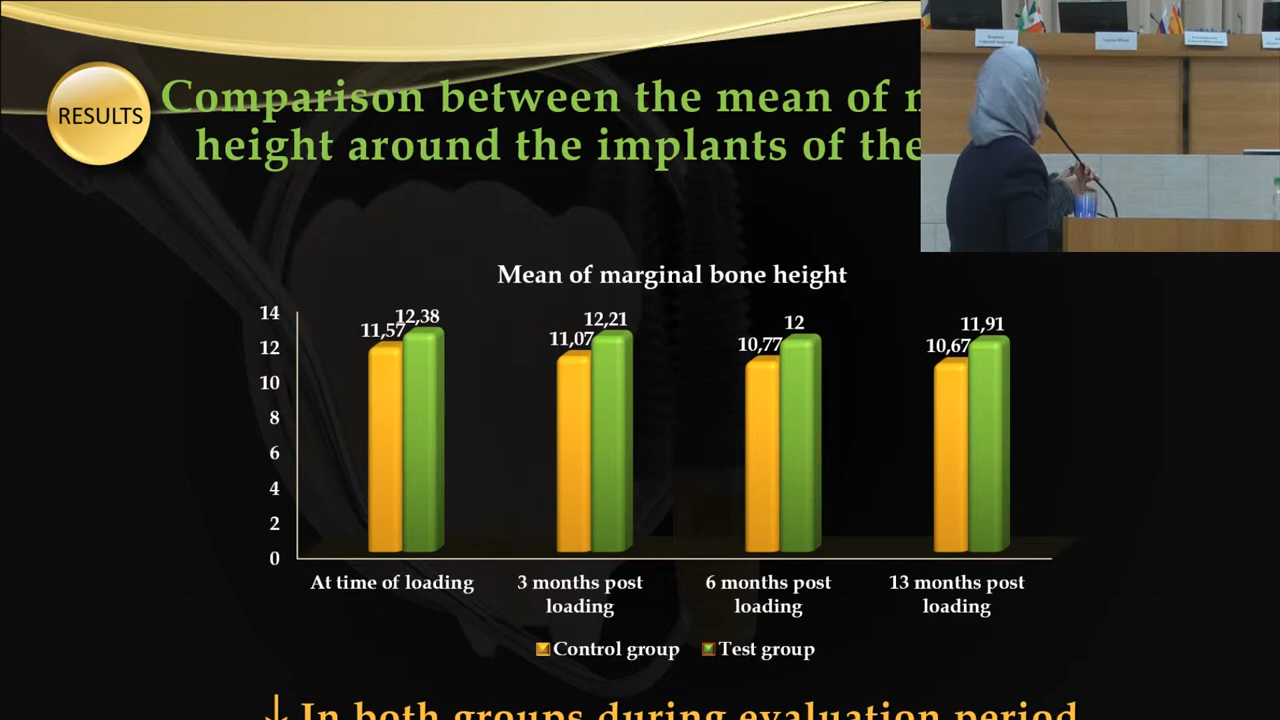 RESULTS
Comparison between the mean of
height around the implants of the
Mean of marginal bone height
14
12
10
8
6
4
2
0
11,57
12,38
11,07
12,21
10,77
12
10,67
11,91
At time of loading
3 months post
loading
6 months post
loading
13 months post
loading
Control group
Test group
↓ In both groups during evaluation period